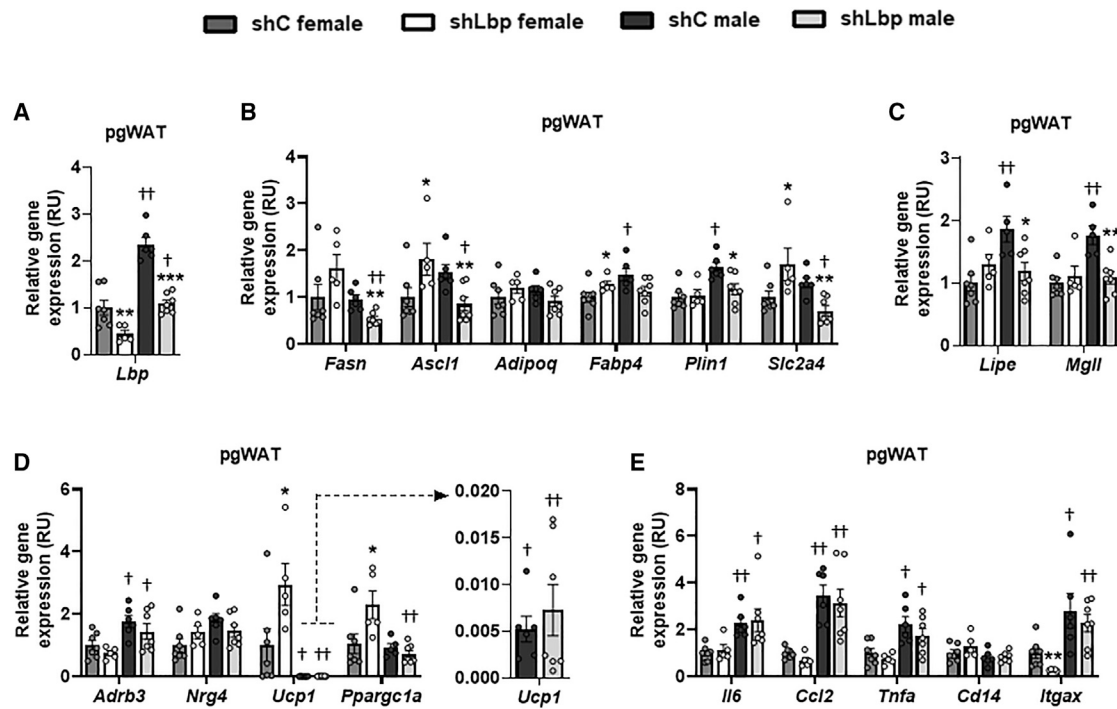 shC female shLbp female shC male shLbp male
A
pgWAT
Relative gene
expression (RU)
4
3
2
1
0
††
†
***
**
Lbp
B
pgWAT
Relative gene
expression (RU)
4
3
2
1
0
††
**
*
†
**
*
†
†
*
*
†
**
Fasn Ascl1 Adipoq Fabp4 Plin1 Slc2a4
C
pgWAT
Relative gene
expression (RU)
3
2
1
0
††
*
††
**
Lipe Mgll
D
pgWAT
Relative gene
expression (RU)
6
4
2
0
† †
*
† ††
*
††
Adrb3 Nrg4 Ucp1 Ppargc1a
0.020
0.015
0.010
0.005
0.000
†
††
Ucp1
E
pgWAT
Relative gene
expression (RU)
8
6
4
2
0
††
†
†† ††
† †
**
†
††
Il6 Ccl2 Tnfa Cd14 Itgax